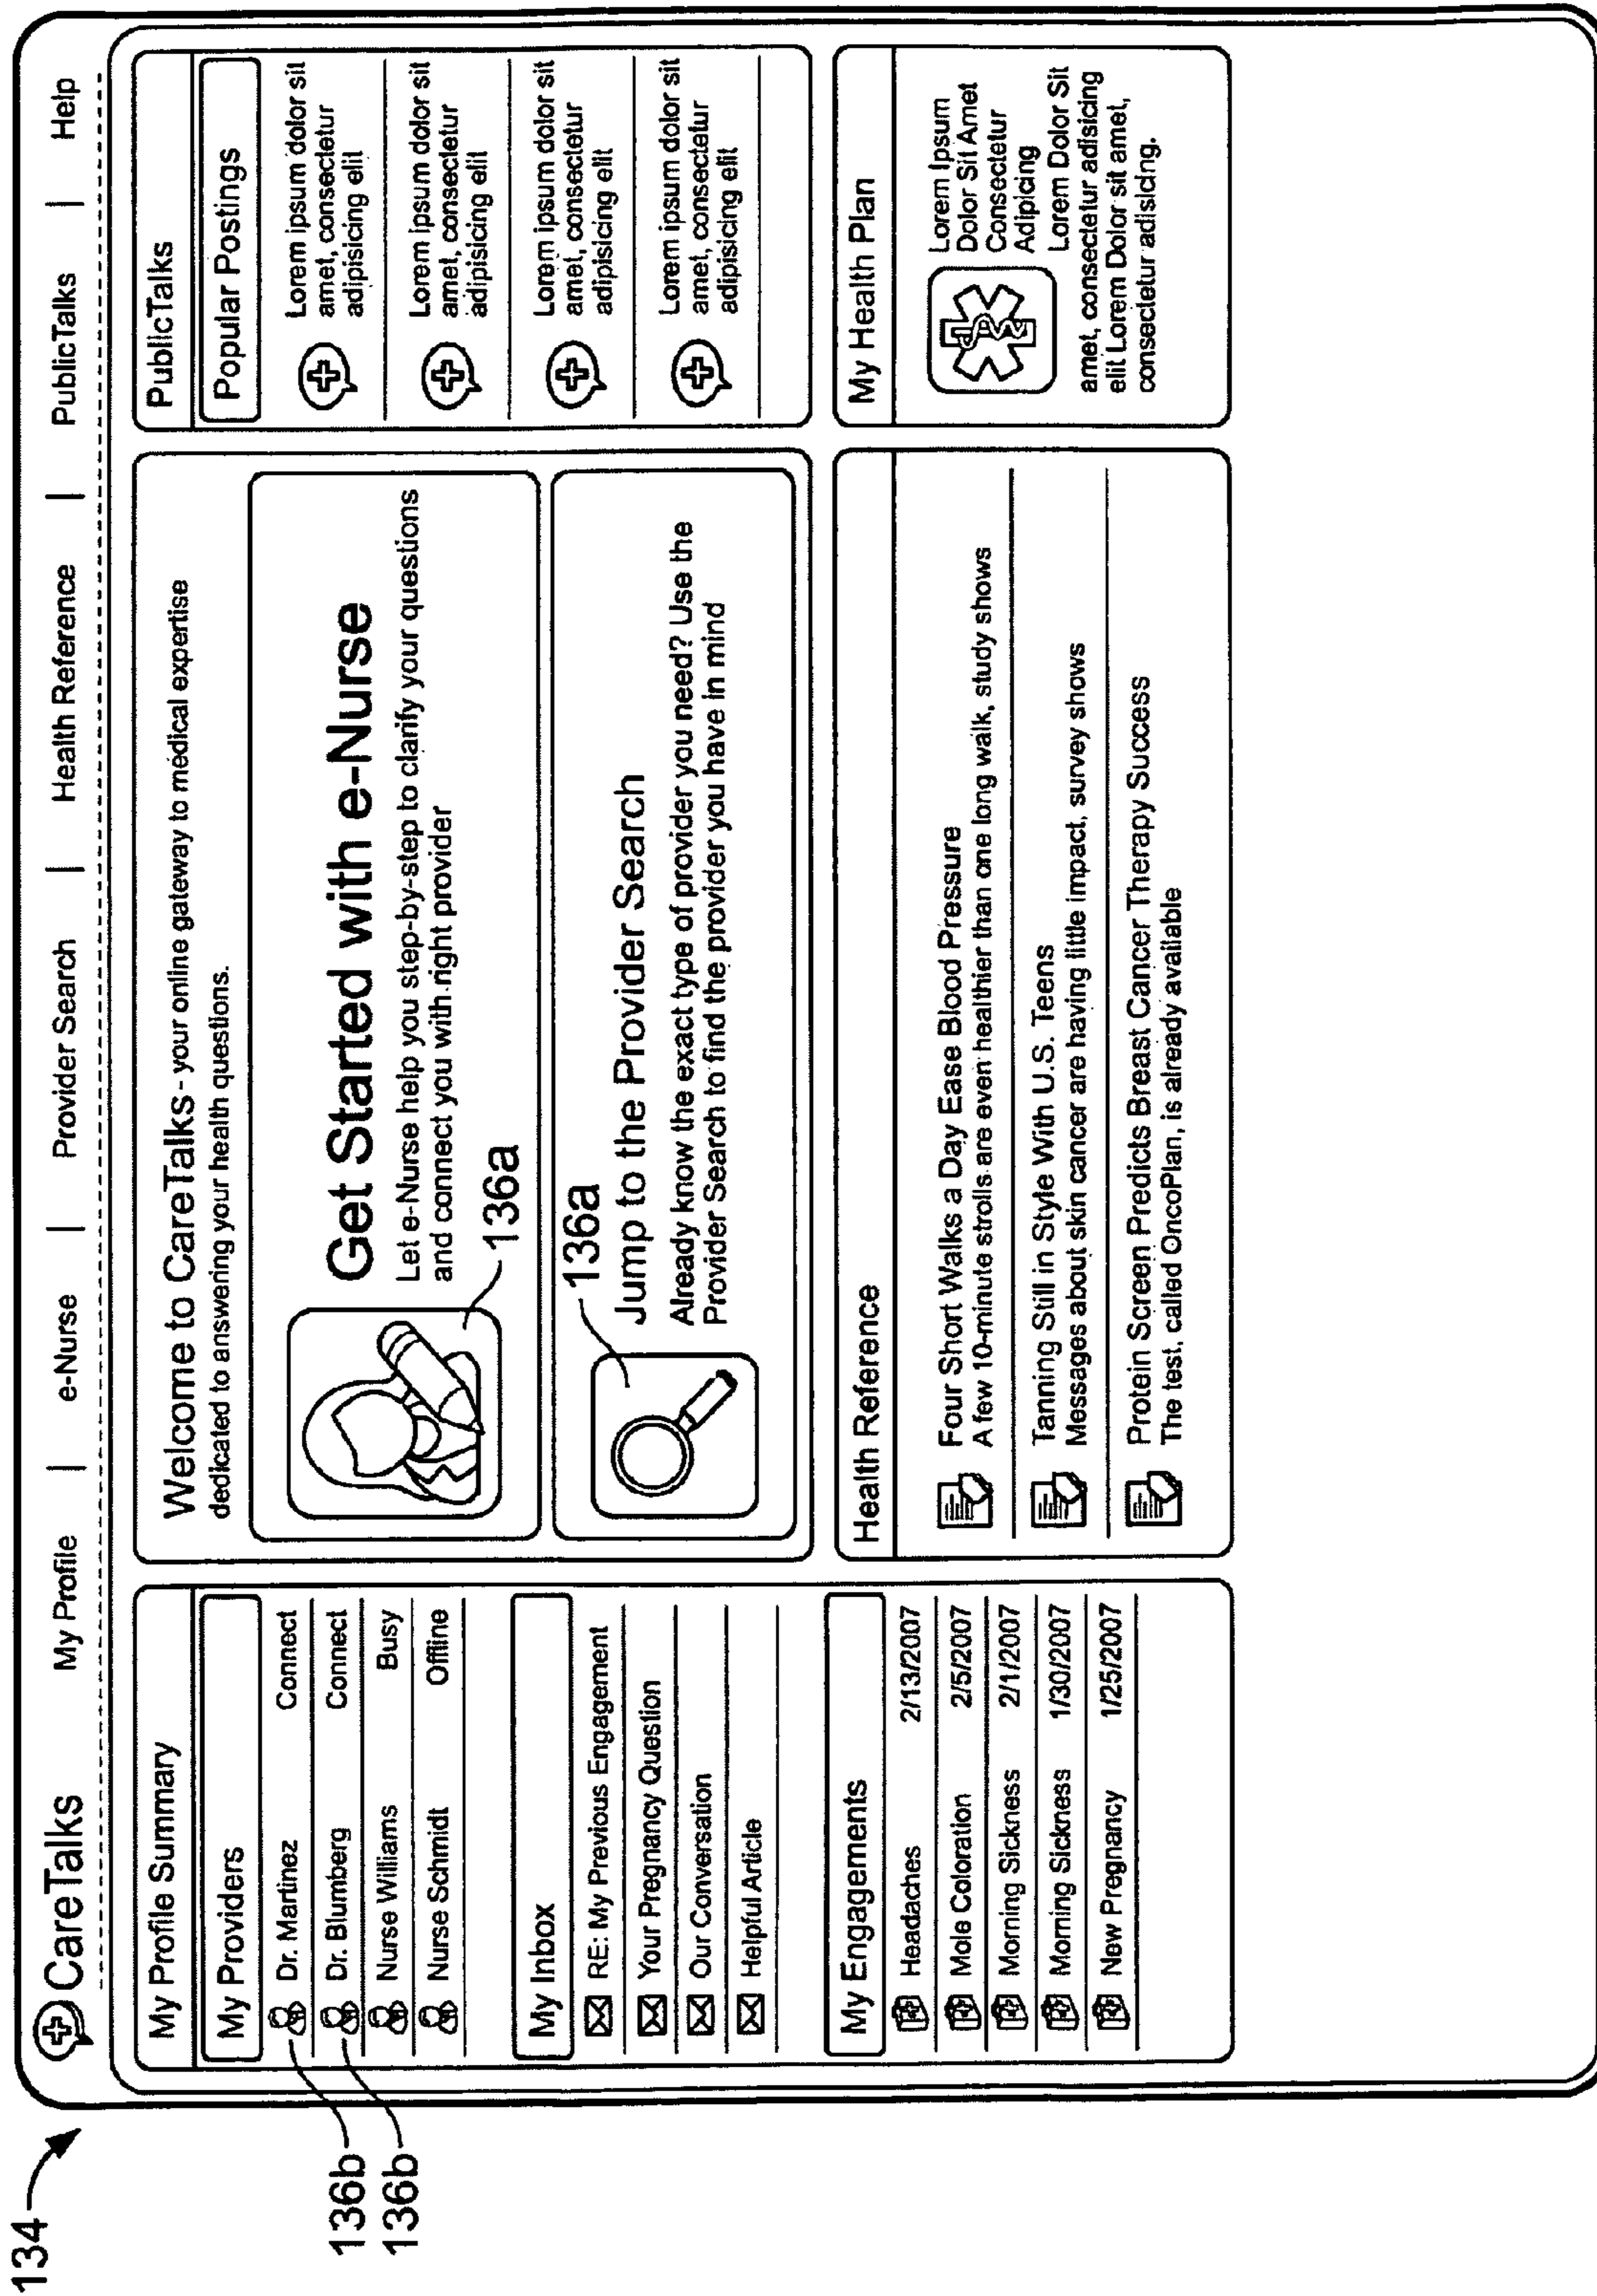 134
CareTalks
My Profile | e-Nurse | Provider Search | Health Reference | PublicTalks | Help
My Profile Summary
My Providers
Dr. Martinez Connect
Dr. Blumberg Connect
Nurse Williams Busy
Nurse Schmidt Offline
136b
136b
My Inbox
RE: My Previous Engagement
Your Pregnancy Question
Our Conversation
Helpful Article
My Engagements
Headaches 2/13/2007
Mole Coloration 2/5/2007
Morning Sickness 2/1/2007
Morning Sickness 1/30/2007
New Pregnancy 1/25/2007
Welcome to CareTalks - your online gateway to medical expertise
dedicated to answering your health questions.
Get Started with e-Nurse
Let e-Nurse help you step-by-step to clarify your questions
and connect you with right provider
136a
136a
Jump to the Provider Search
Already know the exact type of provider you need? Use the
Provider Search to find the provider you have in mind
Health Reference
Four Short Walks a Day Ease Blood Pressure
A few 10-minute strolls are even healthier than one long walk, study shows
Tanning Still in Style With U.S. Teens
Messages about skin cancer are having little impact, survey shows
Protein Screen Predicts Breast Cancer Therapy Success
The test, called OncoPlan, is already available
PublicTalks
Popular Postings
Lorem ipsum dolor sit
amet, consectetur
adipisicing elit
Lorem ipsum dolor sit
amet, consectetur
adipisicing elit
Lorem ipsum dolor sit
amet, consectetur
adipisicing elit
Lorem ipsum dolor sit
amet, consectetur
adipisicing elit
My Health Plan
Lorem Ipsum
Dolor Sit Amet
Consectetur
Adipicing
Lorem Dolor Sit
amet, consectetur adisicing
elit Lorem Dolor sit amet,
consectetur adisicing.